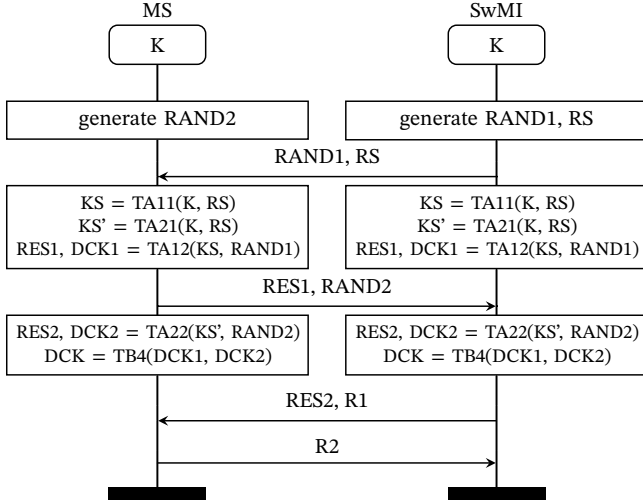 MS
SwMI
K
K
generate RAND2
generate RAND1, RS
RAND1, RS
KS = TA11(K, RS)
KS’ = TA21(K, RS)
RES1, DCK1 = TA12(KS, RAND1)
KS = TA11(K, RS)
KS’ = TA21(K, RS)
RES1, DCK1 = TA12(KS, RAND1)
RES1, RAND2
RES2, DCK2 = TA22(KS’, RAND2)
DCK = TB4(DCK1, DCK2)
RES2, DCK2 = TA22(KS’, RAND2)
DCK = TB4(DCK1, DCK2)
RES2, R1
R2